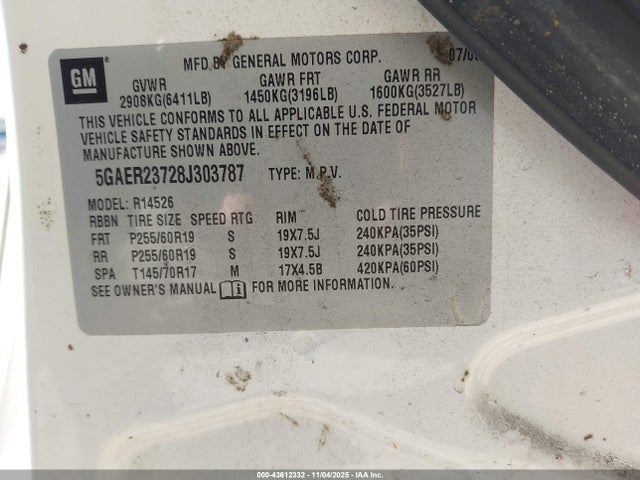 GM ®
MFD BY GENERAL MOTORS CORP. 07/0
GVWR GAWR FRT GAWR RR
2908KG(6411LB) 1450KG(3196LB) 1600KG(3527LB)
THIS VEHICLE CONFORMS TO ALL APPLICABLE U.S. FEDERAL MOTOR
VEHICLE SAFETY STANDARDS IN EFFECT ON THE DATE OF
MANUFACTURE SHOWN ABOVE.
5GAER23728J303787 TYPE: M.P.V.
MODEL: R14526
RBBN TIRE SIZE SPEED RTG RIM COLD TIRE PRESSURE
FRT P255/60R19 S 19X7.5J 240KPA(35PSI)
RR P255/60R19 S 19X7.5J 240KPA(35PSI)
SPA T145/70R17 M 17X4.5B 420KPA(60PSI)
SEE OWNER'S MANUAL FOR MORE INFORMATION.
000-43612332 - 11/04/2025 - IAAI Inc.